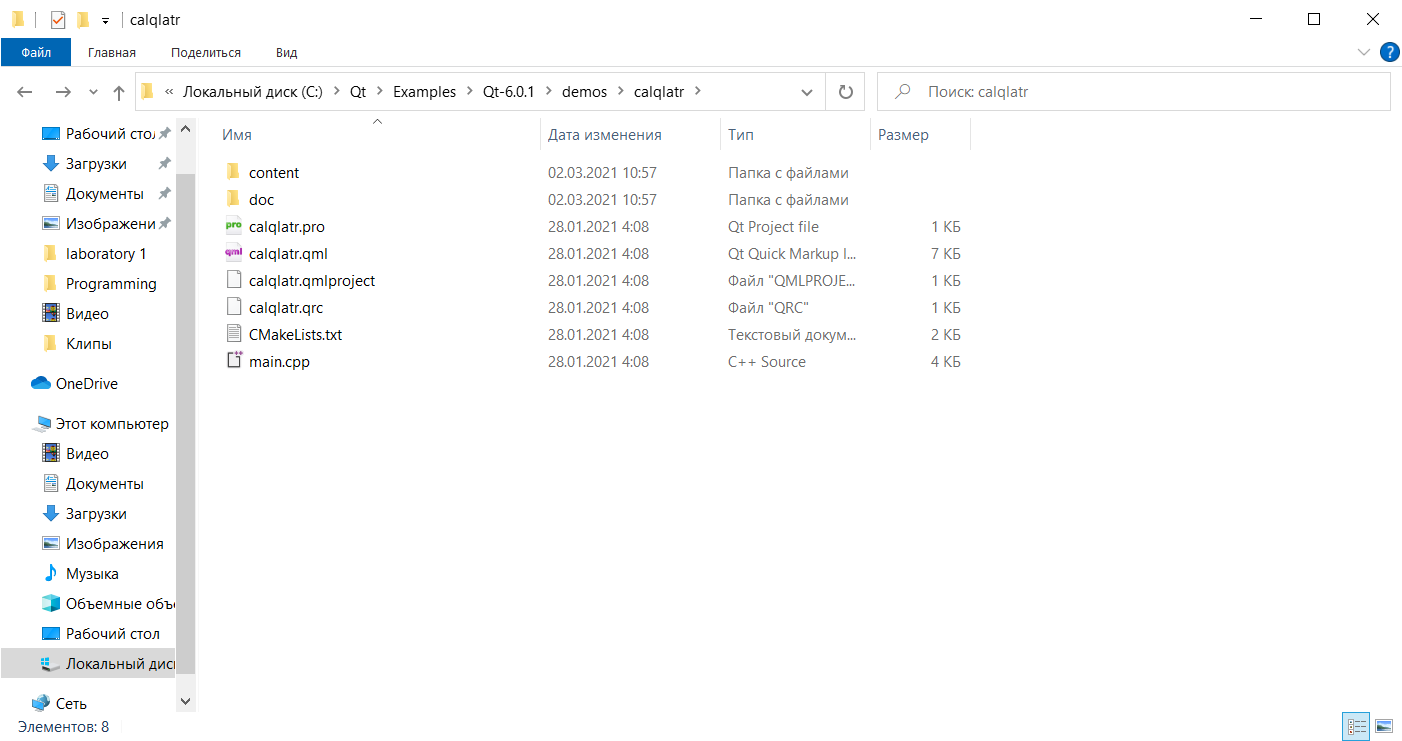 calqlatr
Файл Главная Поделиться Вид
« Локальный диск (C:) > Qt > Examples > Qt-6.0.1 > demos > calqlatr >
Поиск: calqlatr
Имя Дата изменения Тип Размер
content 02.03.2021 10:57 Папка с файлами
doc 02.03.2021 10:57 Папка с файлами
calqlatr.pro 28.01.2021 4:08 Qt Project file 1 КБ
calqlatr.qml 28.01.2021 4:08 Qt Quick Markup l... 7 КБ
calqlatr.qmlproject 28.01.2021 4:08 Файл "QMLPROJE... 1 КБ
calqlatr.qrc 28.01.2021 4:08 Файл "QRC" 1 КБ
CMakeLists.txt 28.01.2021 4:08 Текстовый докум... 2 КБ
main.cpp 28.01.2021 4:08 C++ Source 4 КБ
Рабочий стол
Загрузки
Документы
Изображени
laboratory 1
Programming
Видео
Клипы
OneDrive
Этот компьютер
Видео
Документы
Загрузки
Изображения
Музыка
Объемные объе
Рабочий стол
Локальный диск
Сеть
Элементов: 8